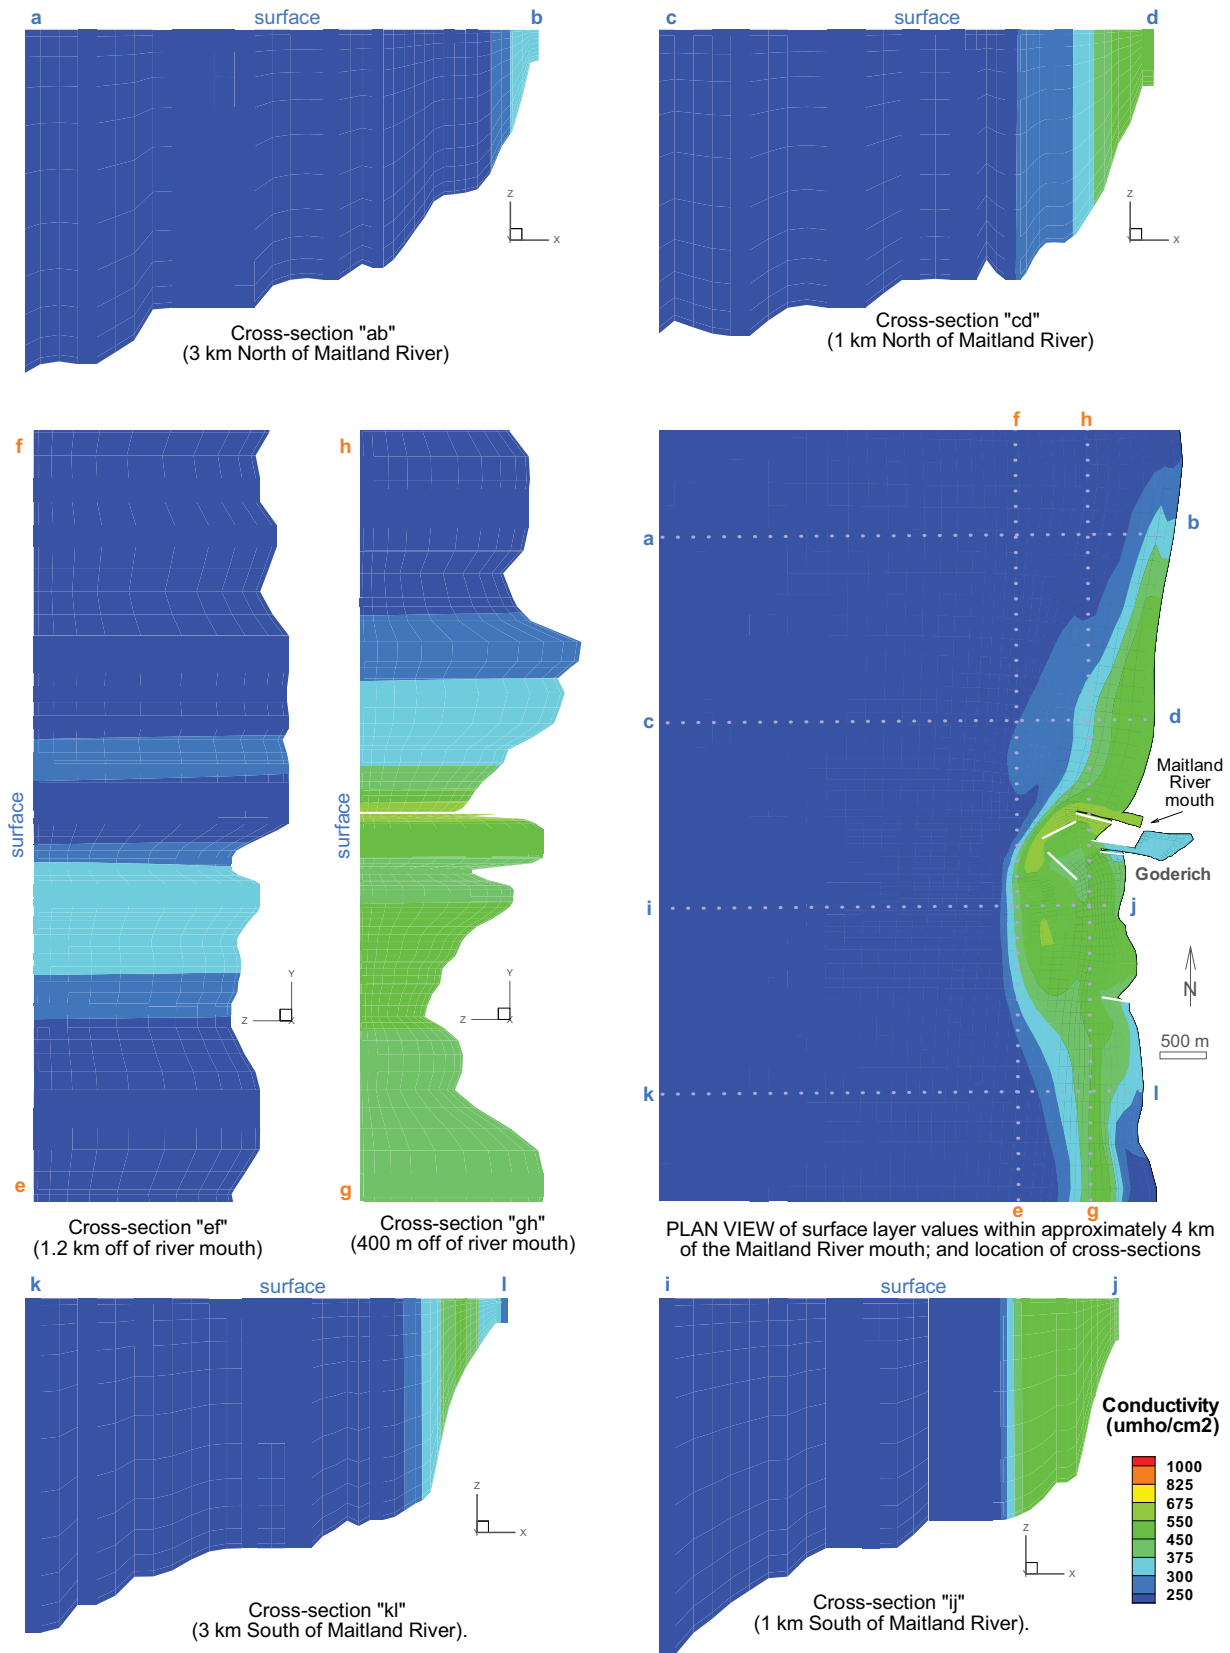 a surface b
c surface d
Z
Y X
Z
Y X
Cross-section "ab"
(3 km North of Maitland River)
Cross-section "cd"
(1 km North of Maitland River)
f
surface
e
Y
Z X
Cross-section "ef"
(1.2 km off of river mouth)
h
surface
g
Y
Z X
Cross-section "gh"
(400 m off of river mouth)
f h
a b
c d
Maitland
River
mouth
Goderich
i j
N
500 m
k l
e g
PLAN VIEW of surface layer values within approximately 4 km
of the Maitland River mouth; and location of cross-sections
k surface l
Z
Y X
Cross-section "kl"
(3 km South of Maitland River).
i surface j
Z
Y X
Cross-section "ij"
(1 km South of Maitland River).
Conductivity
(umho/cm2)
1000
825
675
550
450
375
300
250